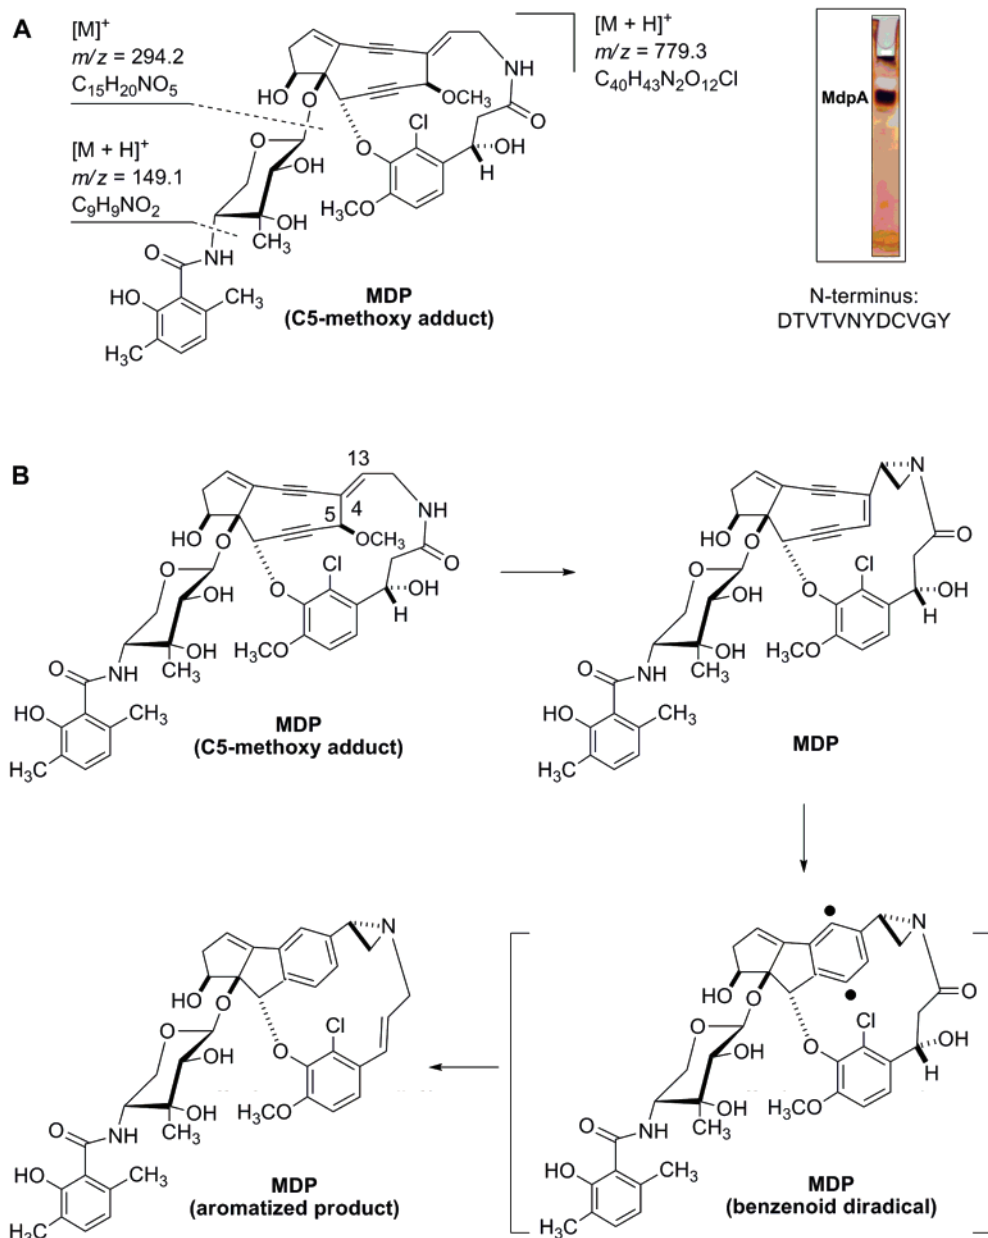 A
[M]+
m/z = 294.2
C15H20NO5
[M + H]+
m/z = 149.1
C9H9NO2
[M + H]+
m/z = 779.3
C40H43N2O12Cl
HO
O
OCH3
NH
O
Cl
OH
H
O
H3CO
O
OH
OH
CH3
O
NH
HO
CH3
H3C
MDP
(C5-methoxy adduct)
MdpA
N-terminus:
DTVTVNYDCVGY
B
13
5
4
HO
O
OCH3
NH
O
Cl
OH
H
O
H3CO
O
OH
OH
CH3
O
NH
HO
CH3
H3C
MDP
(C5-methoxy adduct)
N
O
HO
O
Cl
OH
H
O
H3CO
O
OH
OH
CH3
O
NH
HO
CH3
H3C
MDP
N
HO
O
Cl
O
H3CO
O
OH
OH
CH3
O
NH
HO
CH3
H3C
MDP
(aromatized product)
N
O
HO
O
Cl
OH
H
O
H3CO
O
OH
OH
CH3
O
NH
HO
CH3
H3C
MDP
(benzenoid diradical)